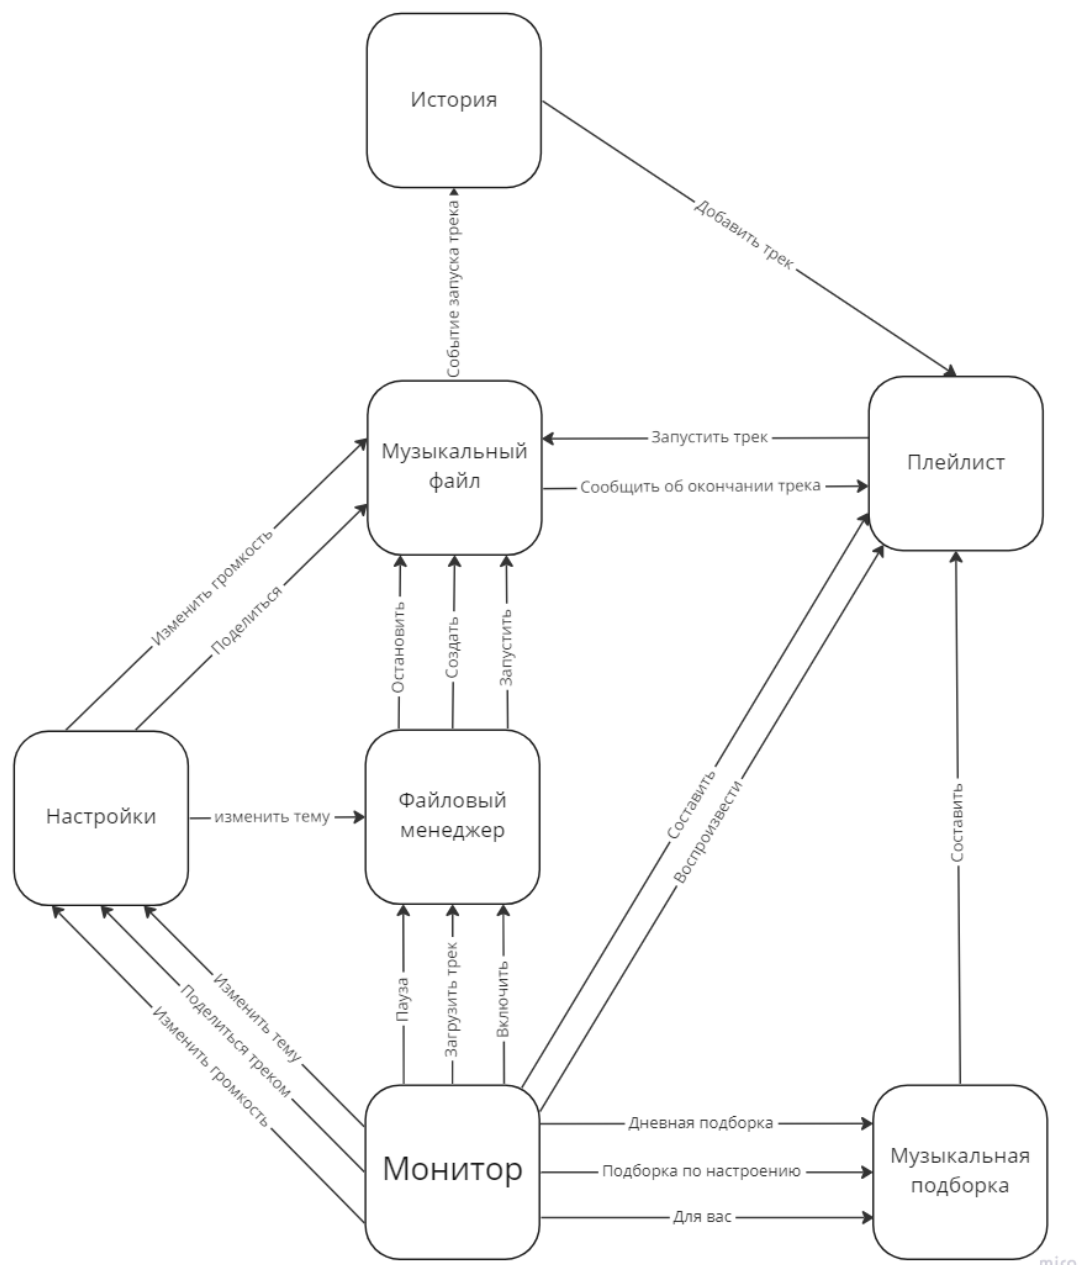 История
Добавить трек
Событие запуска трека
Музыкальный
файл
Запустить трек
Сообщить об окончании трека
Плейлист
Изменить громкость
Поделиться
Остановить
Создать
Запустить
Настройки
изменить тему
Файловый
менеджер
Составить
Воспроизвести
Составить
Изменить тему
Поделиться треком
Изменить громкость
Пауза
Загрузить трек
Включить
Монитор
Дневная подборка
Подборка по настроению
Для вас
Музыкальная
подборка
miro